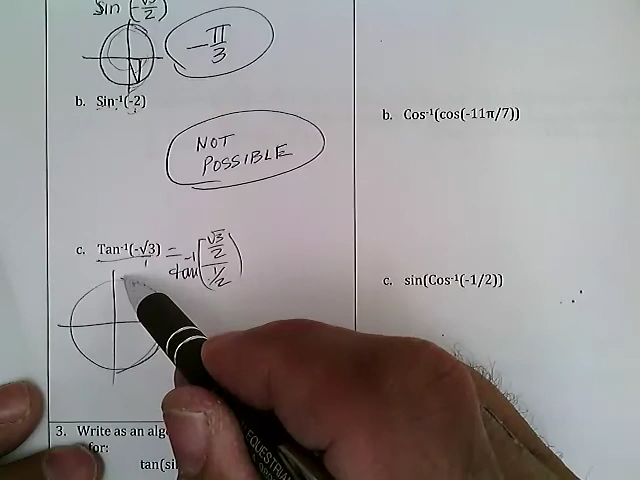 Sin (-√3/2)
-π/3
b. Sin⁻¹(-2)
NOT
POSSIBLE
c. Tan⁻¹(-√3) = tan⁻¹(√3/2 / 1/2)
3. Write as an alg
for:
tan(si
b. Cos⁻¹(cos(-11π/7))
c. sin(Cos⁻¹(-1/2))
EQUESTRIAN